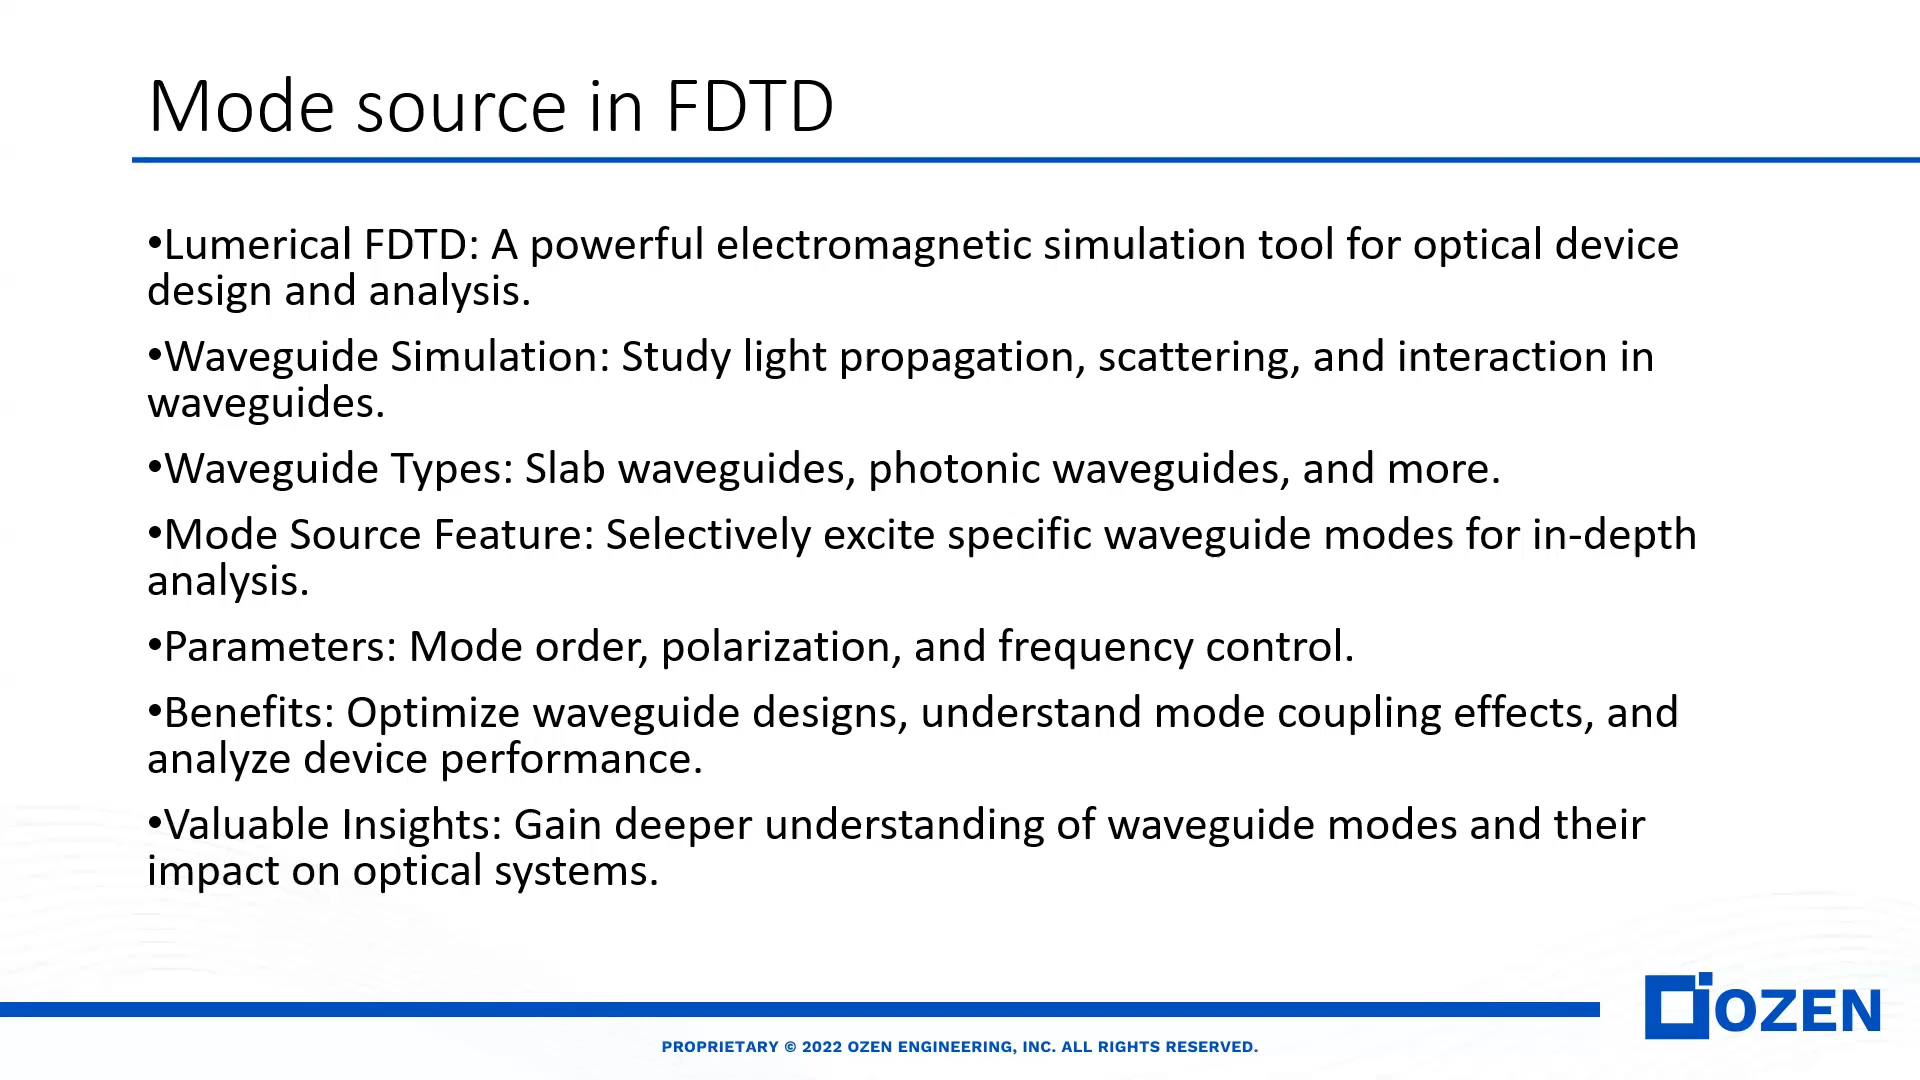 Mode source in FDTD
•Lumerical FDTD: A powerful electromagnetic simulation tool for optical device
design and analysis.
•Waveguide Simulation: Study light propagation, scattering, and interaction in
waveguides.
•Waveguide Types: Slab waveguides, photonic waveguides, and more.
•Mode Source Feature: Selectively excite specific waveguide modes for in-depth
analysis.
•Parameters: Mode order, polarization, and frequency control.
•Benefits: Optimize waveguide designs, understand mode coupling effects, and
analyze device performance.
•Valuable Insights: Gain deeper understanding of waveguide modes and their
impact on optical systems.
OZEN
PROPRIETARY © 2022 OZEN ENGINEERING, INC. ALL RIGHTS RESERVED.